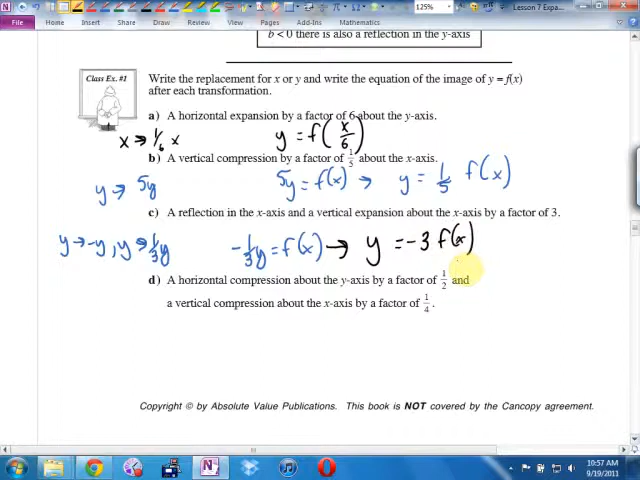 File
Home
Insert
Share
Draw
Review
View
Add-Ins
Office Add-Ins
Mathematics
125%
Lesson 7 Expa...
b < 0 there is also a reflection in the y-axis
Class Ex. #1
Write the replacement for x or y and write the equation of the image of y = f(x)
after each transformation.
a) A horizontal expansion by a factor of 6 about the y-axis.
x → 1/6 x y = f(x/6)
b) A vertical compression by a factor of 1/5 about the x-axis.
y → 5y 5y = f(x) → y = 1/5 f(x)
c) A reflection in the x-axis and a vertical expansion about the x-axis by a factor of 3.
y → -y, y → 1/3 y -1/3 y = f(x) → y = -3 f(x)
d) A horizontal compression about the y-axis by a factor of 1/2 and
a vertical compression about the x-axis by a factor of 1/4.
Copyright © by Absolute Value Publications. This book is NOT covered by the Cancopy agreement.
10:57 AM
9/19/2011